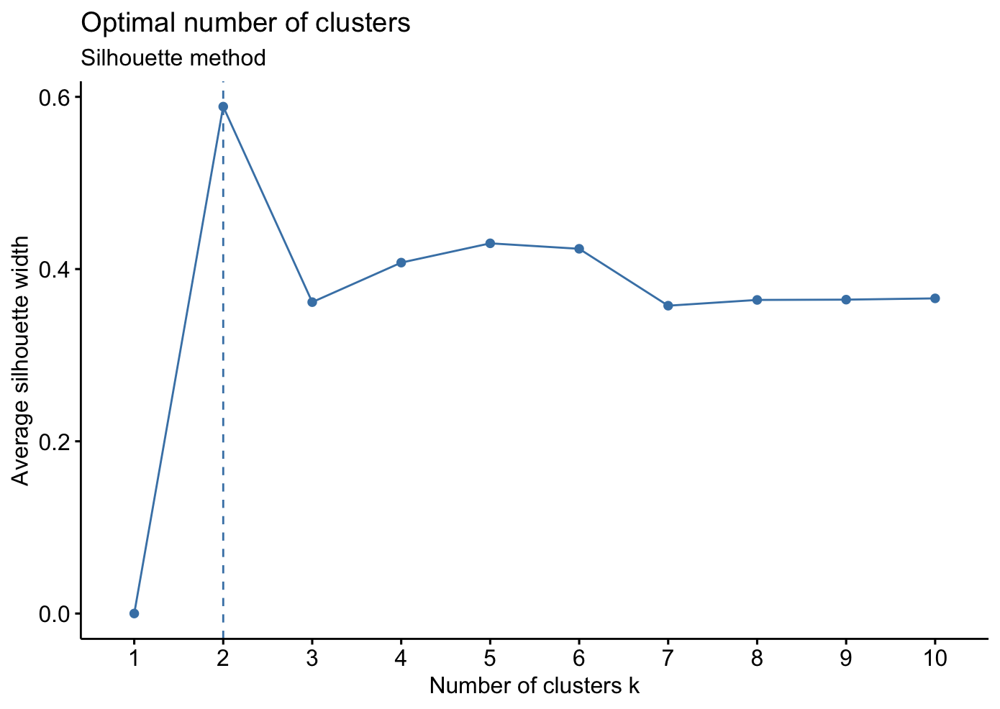 Optimal number of clusters
Silhouette method
0.6
0.4
0.2
0.0
Average silhouette width
1 2 3 4 5 6 7 8 9 10
Number of clusters k